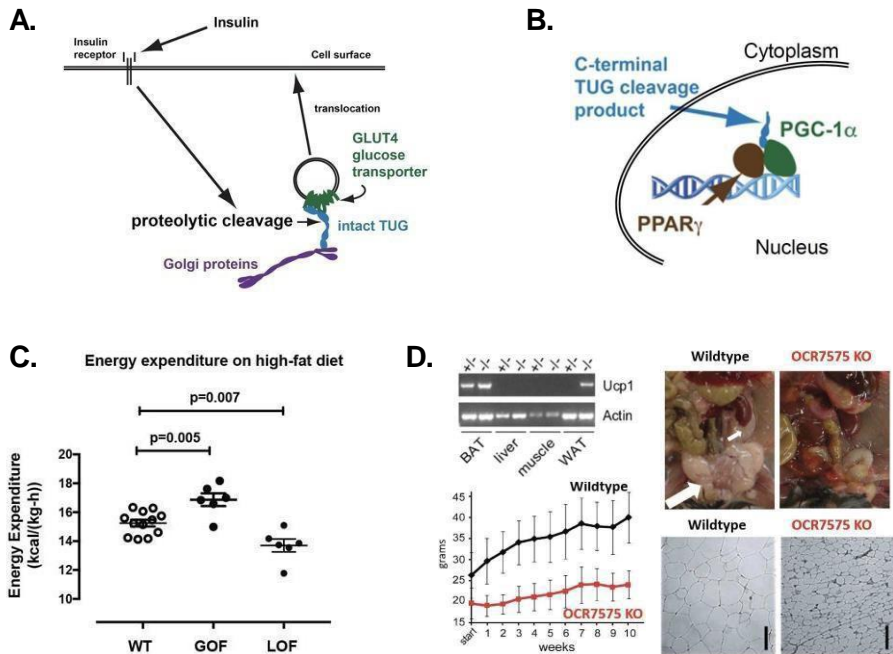 A.
Insulin
Insulin
receptor
Cell surface
translocation
GLUT4
glucose
transporter
proteolytic cleavage
intact TUG
Golgi proteins
B.
Cytoplasm
C-terminal
TUG cleavage
product
PGC-1α
PPARγ
Nucleus
C.
Energy expenditure on high-fat diet
p=0.007
p=0.005
Energy Expenditure
(kcal/(kg-h))
20
18
16
14
12
10
WT GOF LOF
D.
+/- -/- +/- -/- +/- -/- +/- -/-
Ucp1
Actin
BAT liver muscle WAT
Wildtype
45
40
35
30
25
20
15
grams
OCR7575 KO
start 1 2 3 4 5 6 7 8 9 10
weeks
Wildtype OCR7575 KO
Wildtype OCR7575 KO